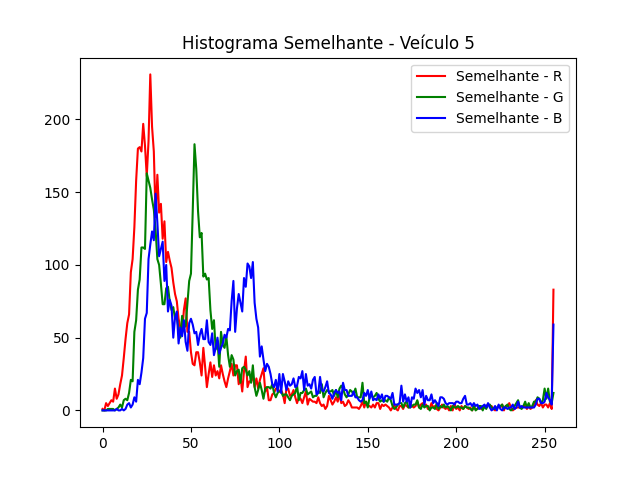 Histograma Semelhante - Veículo 5
Semelhante - R
Semelhante - G
Semelhante - B
200
150
100
50
0
0 50 100 150 200 250